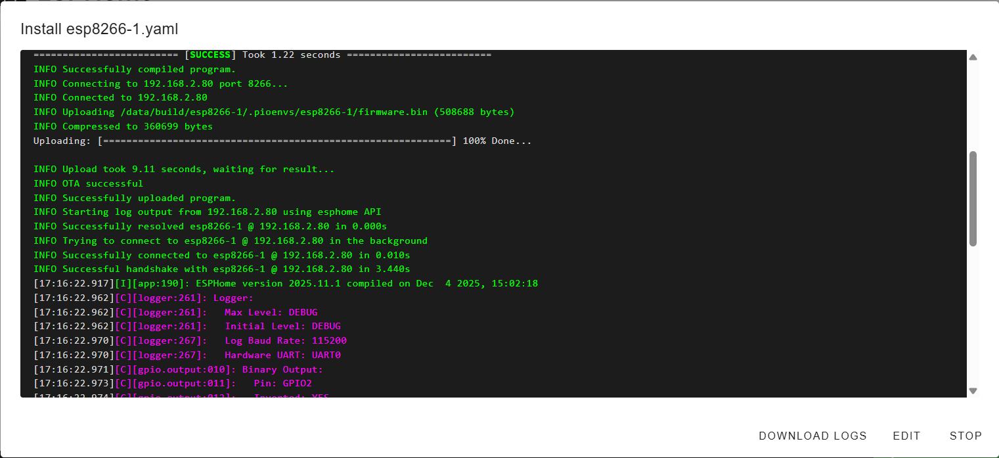 Install esp8266-1.yaml
========================= [SUCCESS] Took 1.22 seconds =========================
INFO Successfully compiled program.
INFO Connecting to 192.168.2.80 port 8266...
INFO Connected to 192.168.2.80
INFO Uploading /data/build/esp8266-1/.pioenvs/esp8266-1/firmware.bin (508688 bytes)
INFO Compressed to 360699 bytes
Uploading: [============================================================] 100% Done...
INFO Upload took 9.11 seconds, waiting for result...
INFO OTA successful
INFO Successfully uploaded program.
INFO Starting log output from 192.168.2.80 using esphome API
INFO Successfully resolved esp8266-1 @ 192.168.2.80 in 0.000s
INFO Trying to connect to esp8266-1 @ 192.168.2.80 in the background
INFO Successfully connected to esp8266-1 @ 192.168.2.80 in 0.010s
INFO Successful handshake with esp8266-1 @ 192.168.2.80 in 3.440s
[17:16:22.917][I][app:190]: ESPHome version 2025.11.1 compiled on Dec  4 2025, 15:02:18
[17:16:22.962][C][logger:261]: Logger:
[17:16:22.962][C][logger:261]:   Max Level: DEBUG
[17:16:22.962][C][logger:261]:   Initial Level: DEBUG
[17:16:22.970][C][logger:267]:   Log Baud Rate: 115200
[17:16:22.970][C][logger:267]:   Hardware UART: UART0
[17:16:22.971][C][gpio.output:010]: Binary Output:
[17:16:22.973][C][gpio.output:011]:   Pin: GPIO2
[17:16:22.974][C][gpio.output:012]:   Inverted: YES
DOWNLOAD LOGS
EDIT
STOP